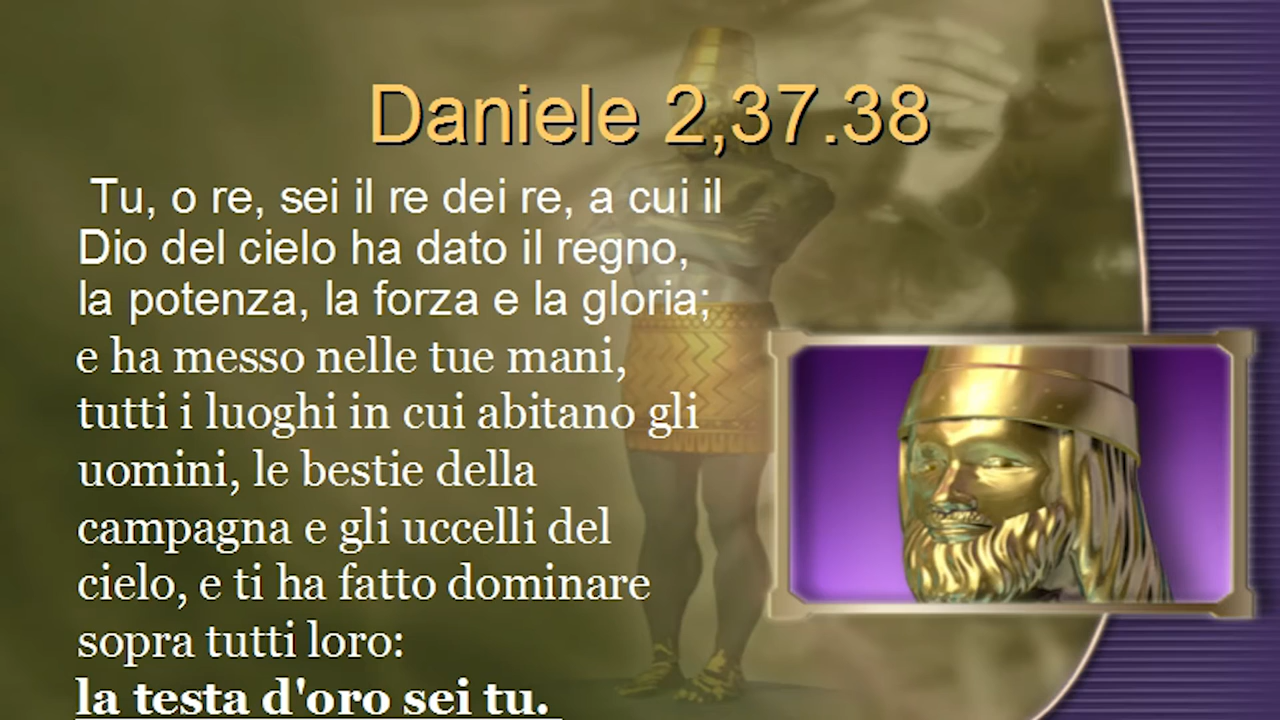 Daniele 2,37.38
Tu, o re, sei il re dei re, a cui il
Dio del cielo ha dato il regno,
la potenza, la forza e la gloria;
e ha messo nelle tue mani,
tutti i luoghi in cui abitano gli
uomini, le bestie della
campagna e gli uccelli del
cielo, e ti ha fatto dominare
sopra tutti loro:
la testa d'oro sei tu.